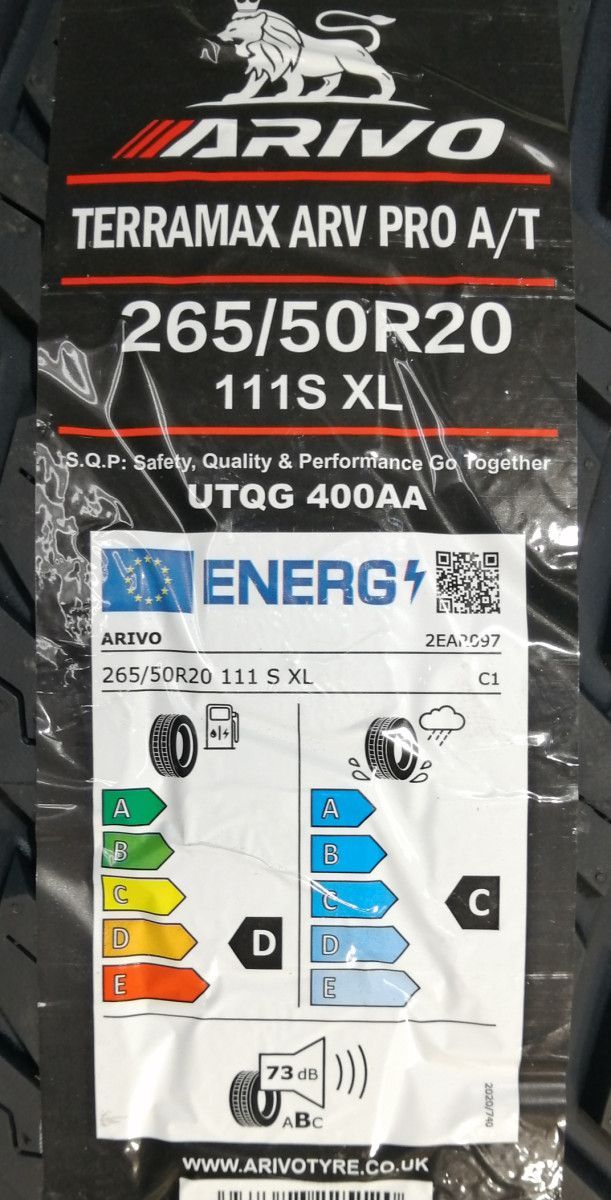 ARIVO
TERRAMAX ARV PRO A/T
265/50R20
111S XL
S.Q.P: Safety, Quality & Performance Go Together
UTQG 400AA
ENERG
ARIVO
265/50R20 111 S XL C1
A A
B B
C C C
D D D
E E
73 dB
ABC
2020/740
WWW.ARIVOTYRE.CO.UK